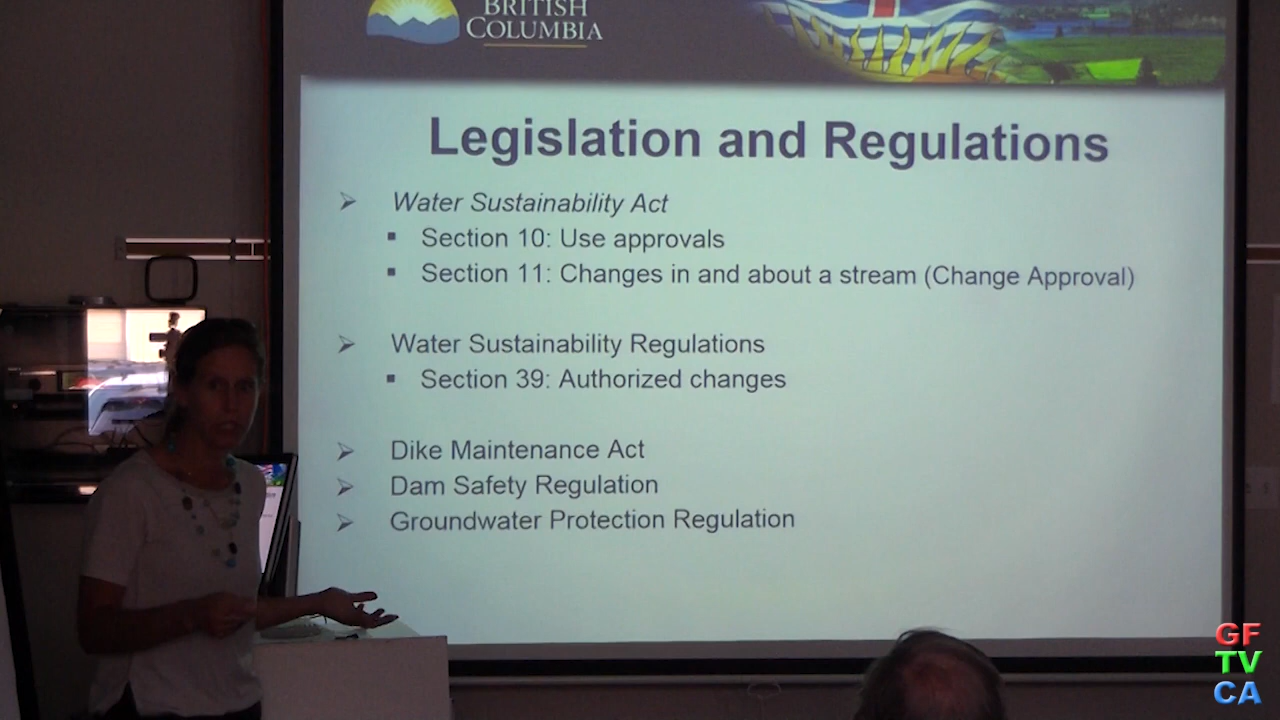 BRITISH
COLUMBIA
Legislation and Regulations
Water Sustainability Act
Section 10: Use approvals
Section 11: Changes in and about a stream (Change Approval)
Water Sustainability Regulations
Section 39: Authorized changes
Dike Maintenance Act
Dam Safety Regulation
Groundwater Protection Regulation
GF
TV
CA